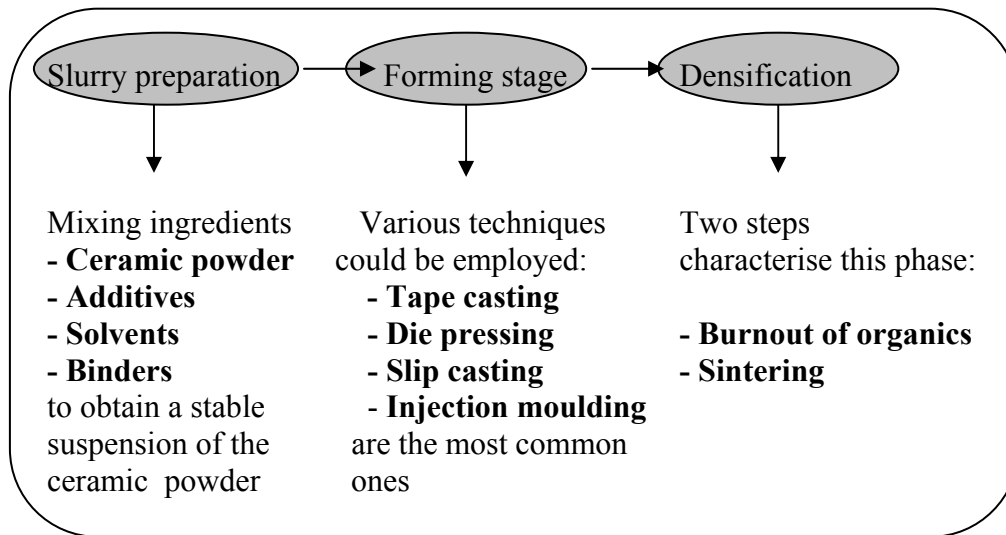 Slurry preparation
Forming stage
Densification
Mixing ingredients
- Ceramic powder
- Additives
- Solvents
- Binders
to obtain a stable
suspension of the
ceramic powder
Various techniques
could be employed:
- Tape casting
- Die pressing
- Slip casting
- Injection moulding
are the most common
ones
Two steps
characterise this phase:
- Burnout of organics
- Sintering